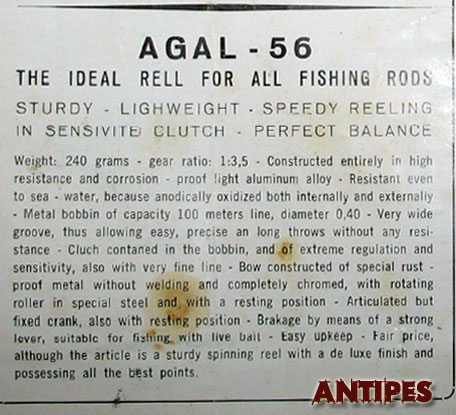 AGAL - 56
THE IDEAL RELL FOR ALL FISHING RODS
STURDY - LIGHWEIGHT - SPEEDY REELING
IN SENSIVITE CLUTCH - PERFECT BALANCE
Weight: 240 grams - gear ratio: 1:3,5 - Constructed entirely in high
resistance and corrosion - proof light aluminum alloy - Resistant even
to sea - water, because anodically oxidized both internally and externally
- Metal bobbin of capacity 100 meters line, diameter 0,40 - Very wide
groove, thus allowing easy, precise an long throws without any resi-
stance - Cluch contaned in the bobbin, and of extreme regulation and
sensitivity, also with very fine line - Bow constructed of special rust -
proof metal without welding and completely chromed, with rotating
roller in special steel and with a resting position - Articulated but
fixed crank, also with resting position - Brakage by means of a strong
lever, suitable for fishing with live bait - Easy upkeep - Fair price,
although the article is a sturdy spinning reel with a de luxe finish and
possessing all the best points.
ANTIPES